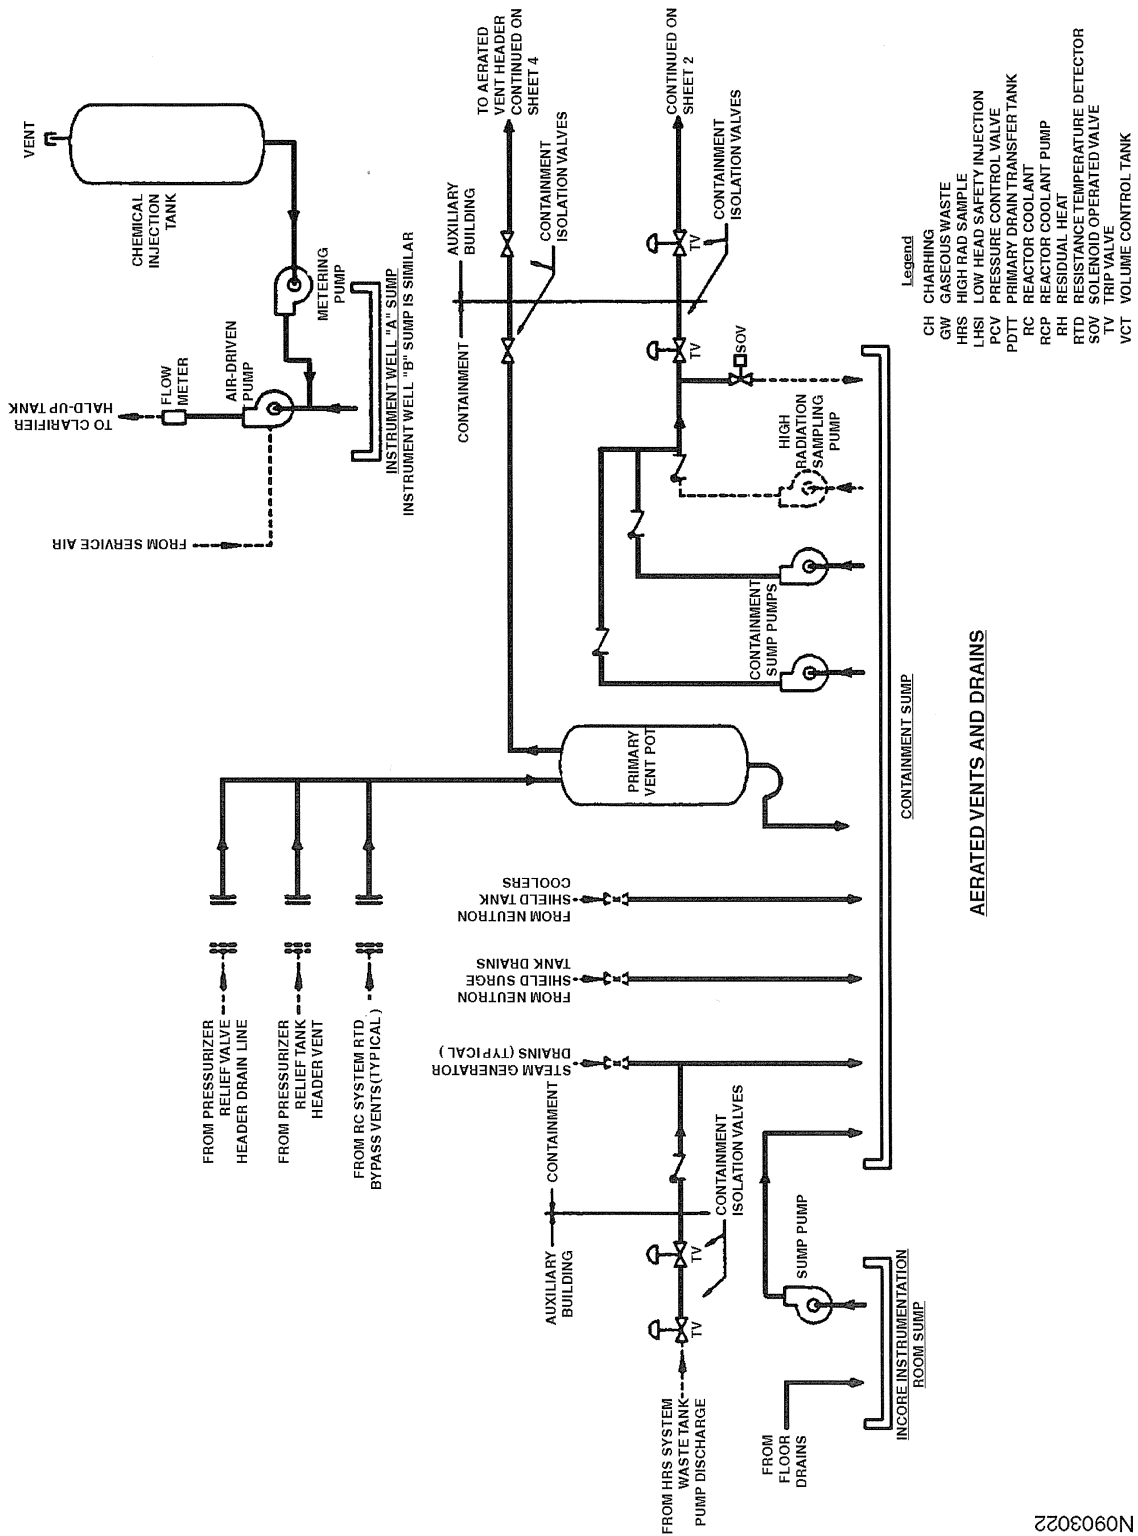 VENT
CHEMICAL
INJECTION
TANK
METERING
PUMP
AIR-DRIVEN
PUMP
FLOW
METER
TO CLARIFIER
HALD-UP TANK
FROM SERVICE AIR
INSTRUMENT WELL "A" SUMP
INSTRUMENT WELL "B" SUMP IS SIMILAR
TO AERATED
VENT HEADER
CONTINUED ON
SHEET 4
CONTAINMENT
ISOLATION VALVES
AUXILIARY
BUILDING
CONTAINMENT
CONTINUED ON
SHEET 2
CONTAINMENT
ISOLATION VALVES
TV
TV
SOV
HIGH
RADIATION
SAMPLING
PUMP
CONTAINMENT
SUMP PUMPS
PRIMARY
VENT POT
FROM PRESSURIZER
RELIEF VALVE
HEADER DRAIN LINE
FROM PRESSURIZER
RELIEF TANK
HEADER VENT
FROM RC SYSTEM RTD
BYPASS VENTS (TYPICAL )
FROM NEUTRON
SHIELD TANK
COOLERS
FROM NEUTRON
SHIELD SURGE
TANK DRAINS
STEAM GENERATOR
DRAINS (TYPICAL )
CONTAINMENT
AUXILIARY
BUILDING
CONTAINMENT
ISOLATION VALVES
TV
TV
FROM HRS SYSTEM
WASTE TANK
PUMP DISCHARGE
SUMP PUMP
FROM
FLOOR
DRAINS
INCORE INSTRUMENTATION
ROOM SUMP
CONTAINMENT SUMP
AERATED VENTS AND DRAINS
Legend
CH CHARHING
GW GASEOUS WASTE
HRS HIGH RAD SAMPLE
LHSI LOW HEAD SAFETY INJECTION
PCV PRESSURE CONTROL VALVE
PDTT PRIMARY DRAIN TRANSFER TANK
RC REACTOR COOLANT
RCP REACTOR COOLANT PUMP
RH RESIDUAL HEAT
RTD RESISTANCE TEMPERATURE DETECTOR
SOV SOLENOID OPERATED VALVE
TV TRIP VALVE
VCT VOLUME CONTROL TANK
N0903022